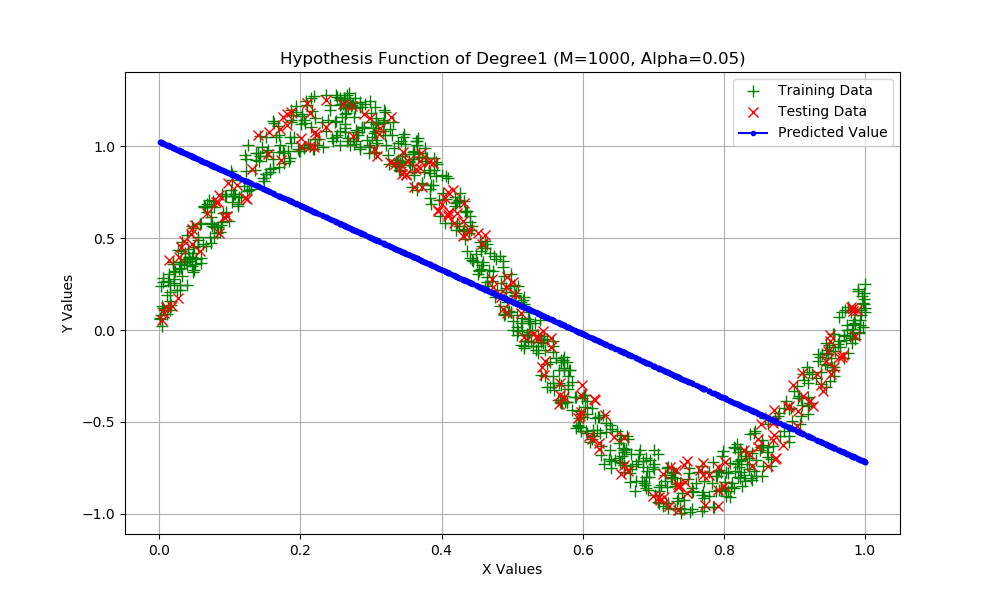 Hypothesis Function of Degree1 (M=1000, Alpha=0.05)
Training Data
Testing Data
Predicted Value
Y Values
1.0
0.5
0.0
−0.5
−1.0
0.0 0.2 0.4 0.6 0.8 1.0
X Values